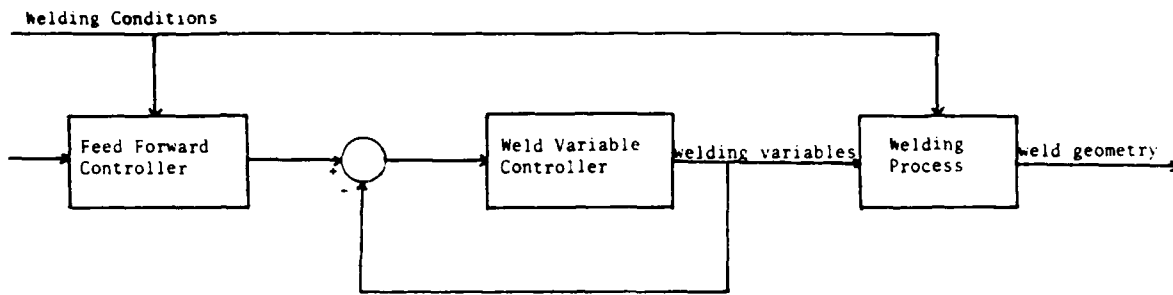 Welding Conditions
Feed Forward
Controller
+
-
Weld Variable
Controller
welding variables
Welding
Process
weld geometry